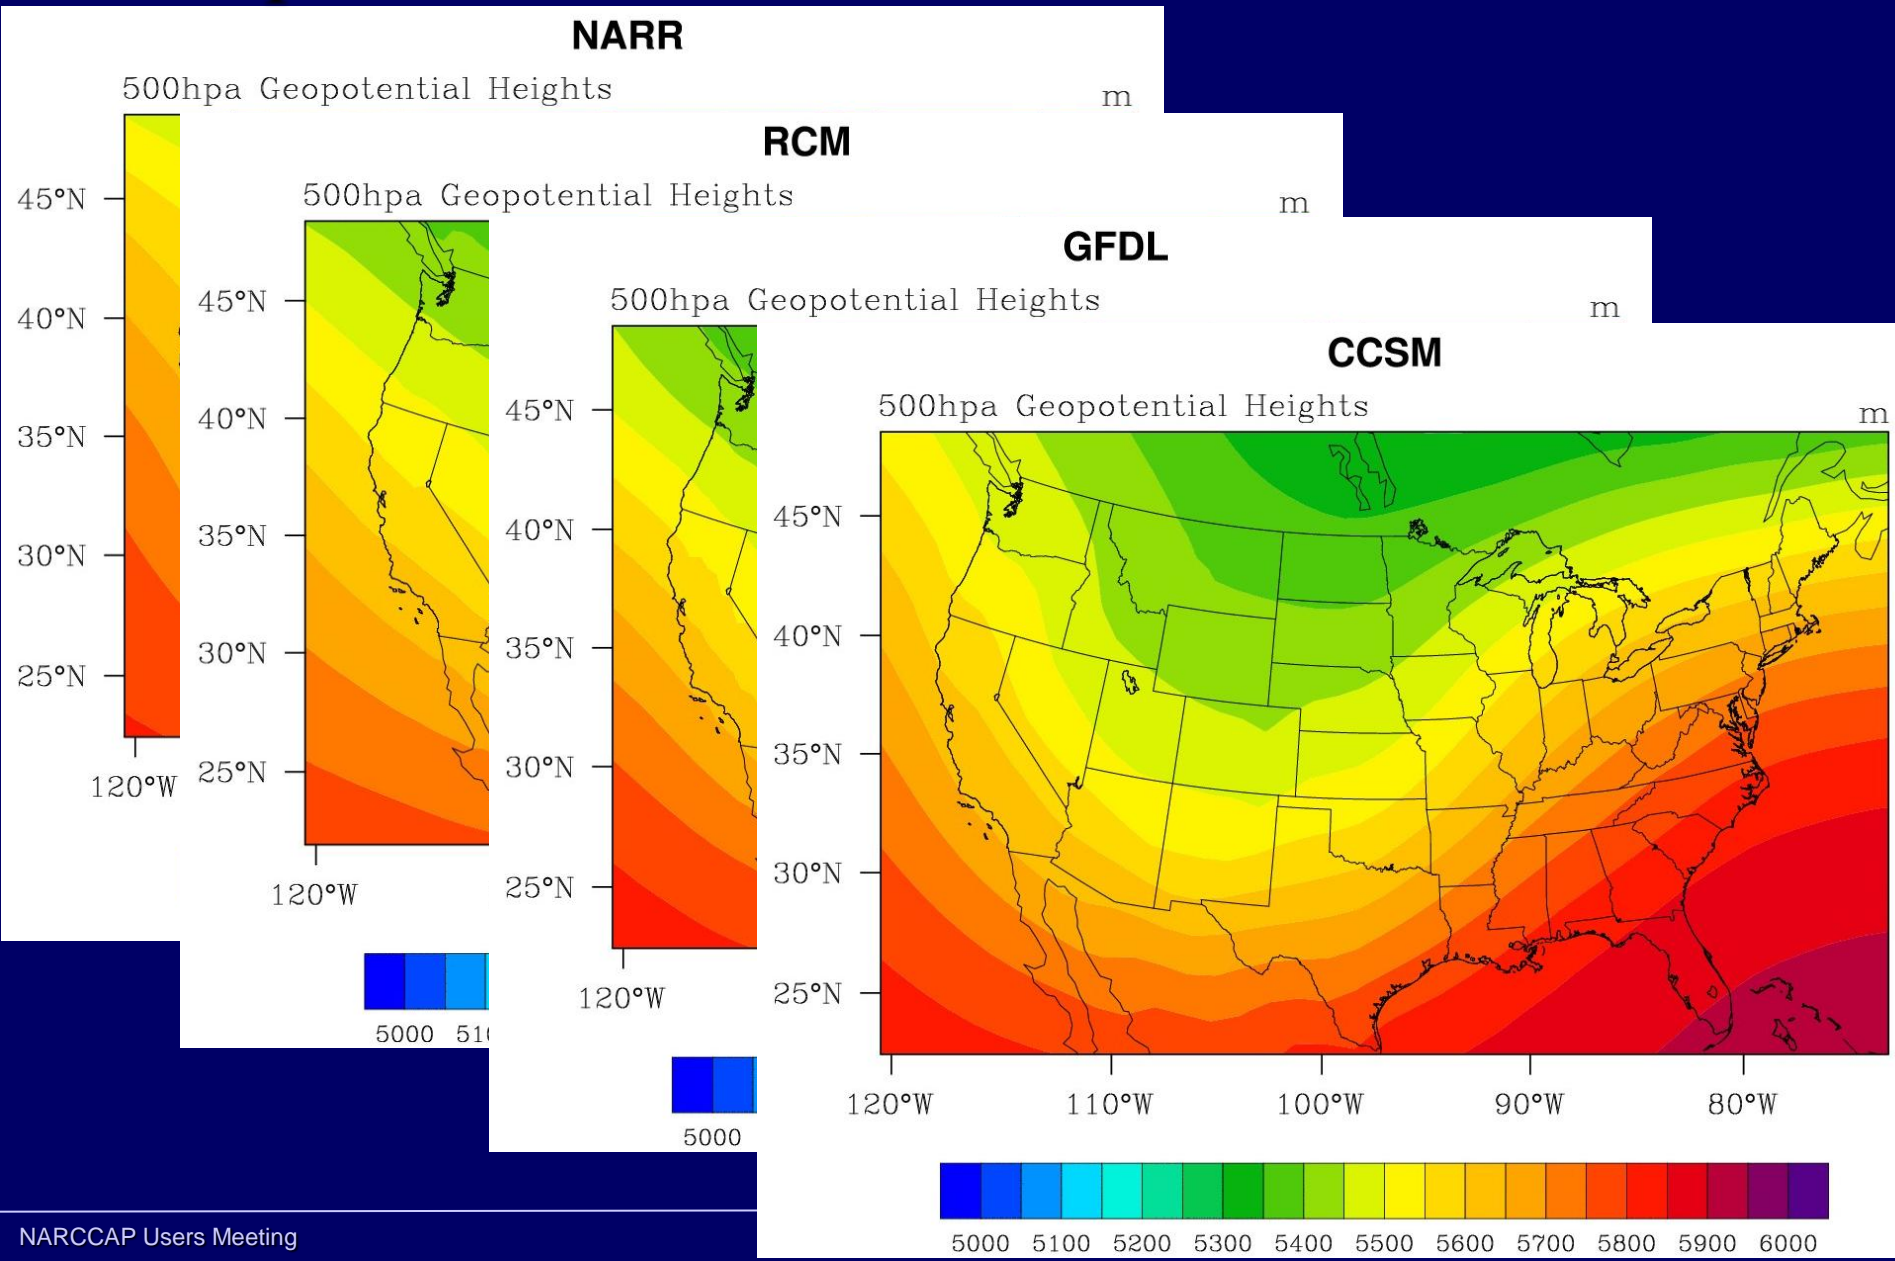 NARR
500hpa Geopotential Heights m
45°N
40°N
35°N
30°N
25°N
120°W
RCM
500hpa Geopotential Heights m
45°N
40°N
35°N
30°N
25°N
120°W
5000
GFDL
500hpa Geopotential Heights m
45°N
40°N
35°N
30°N
25°N
120°W
5000
CCSM
500hpa Geopotential Heights m
45°N
40°N
35°N
30°N
25°N
120°W 110°W 100°W 90°W 80°W
5000 5100 5200 5300 5400 5500 5600 5700 5800 5900 6000
NARCCAP Users Meeting